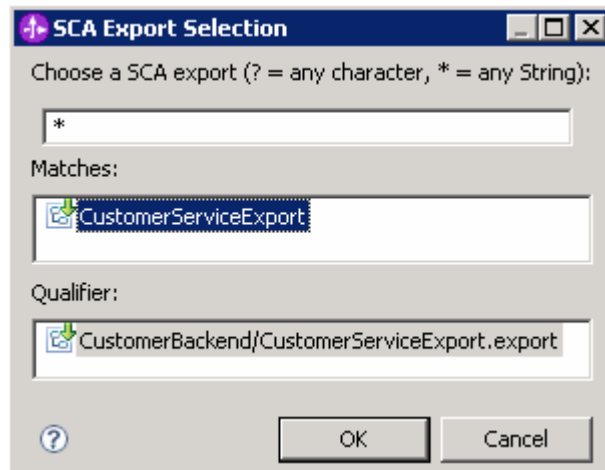 SCA Export Selection
Choose a SCA export (? = any character, * = any String):
*
Matches:
CustomerServiceExport
Qualifier:
CustomerBackend/CustomerServiceExport.export
?
OK Cancel